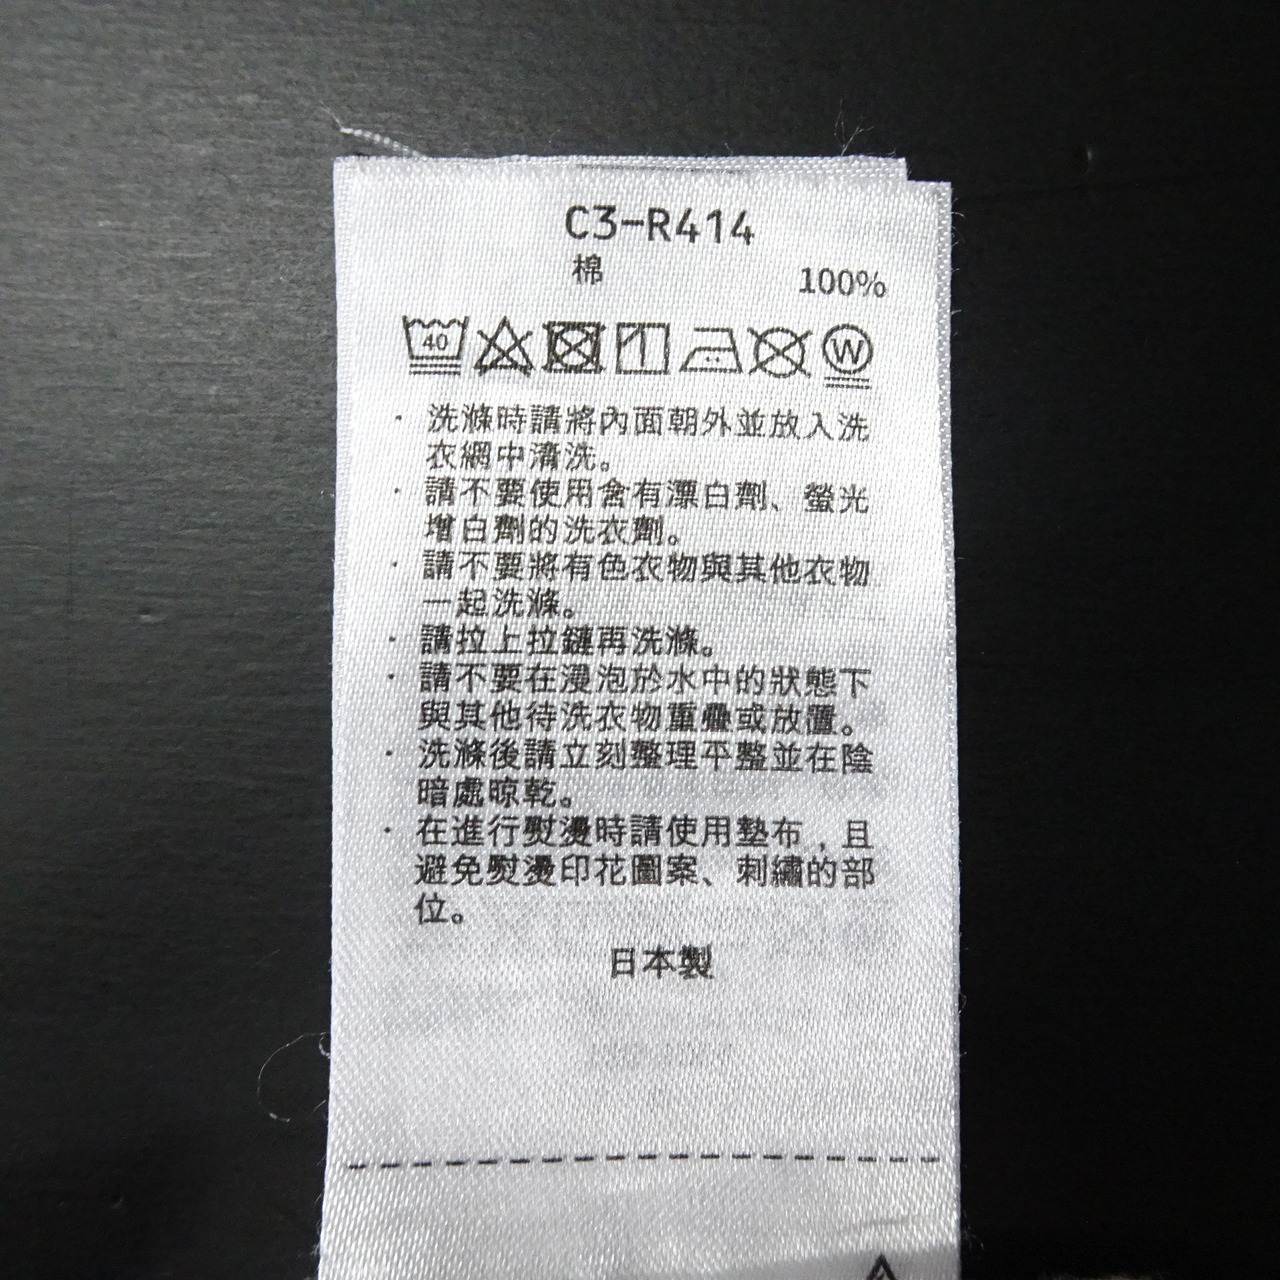 C3-R414
棉 100%
40 W
· 洗滌時請將內面朝外並放入洗
衣網中清洗。
· 請不要使用含有漂白劑、螢光
增白劑的洗衣劑。
· 請不要將有色衣物與其他衣物
一起洗滌。
· 請拉上拉鏈再洗滌。
· 請不要在浸泡於水中的狀態下
與其他待洗衣物重疊或放置。
· 洗滌後請立刻整理平整並在陰
暗處晾乾。
· 在進行熨燙時請使用墊布，且
避免熨燙印花圖案、刺繡的部
位。
日本製